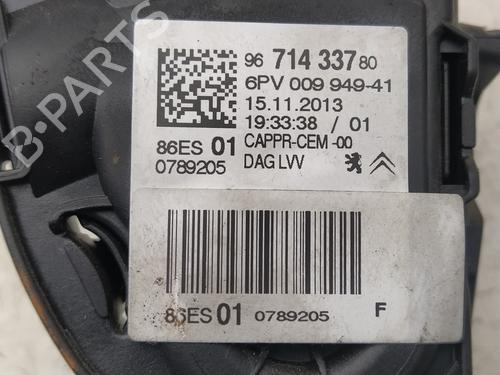 96 714 337 80
6PV 009 949-41
15.11.2013
19:33:38 / 01
86ES 01 CAPPR-CEM -00
0789205 DAG LVV
86ES 01 0789205 F